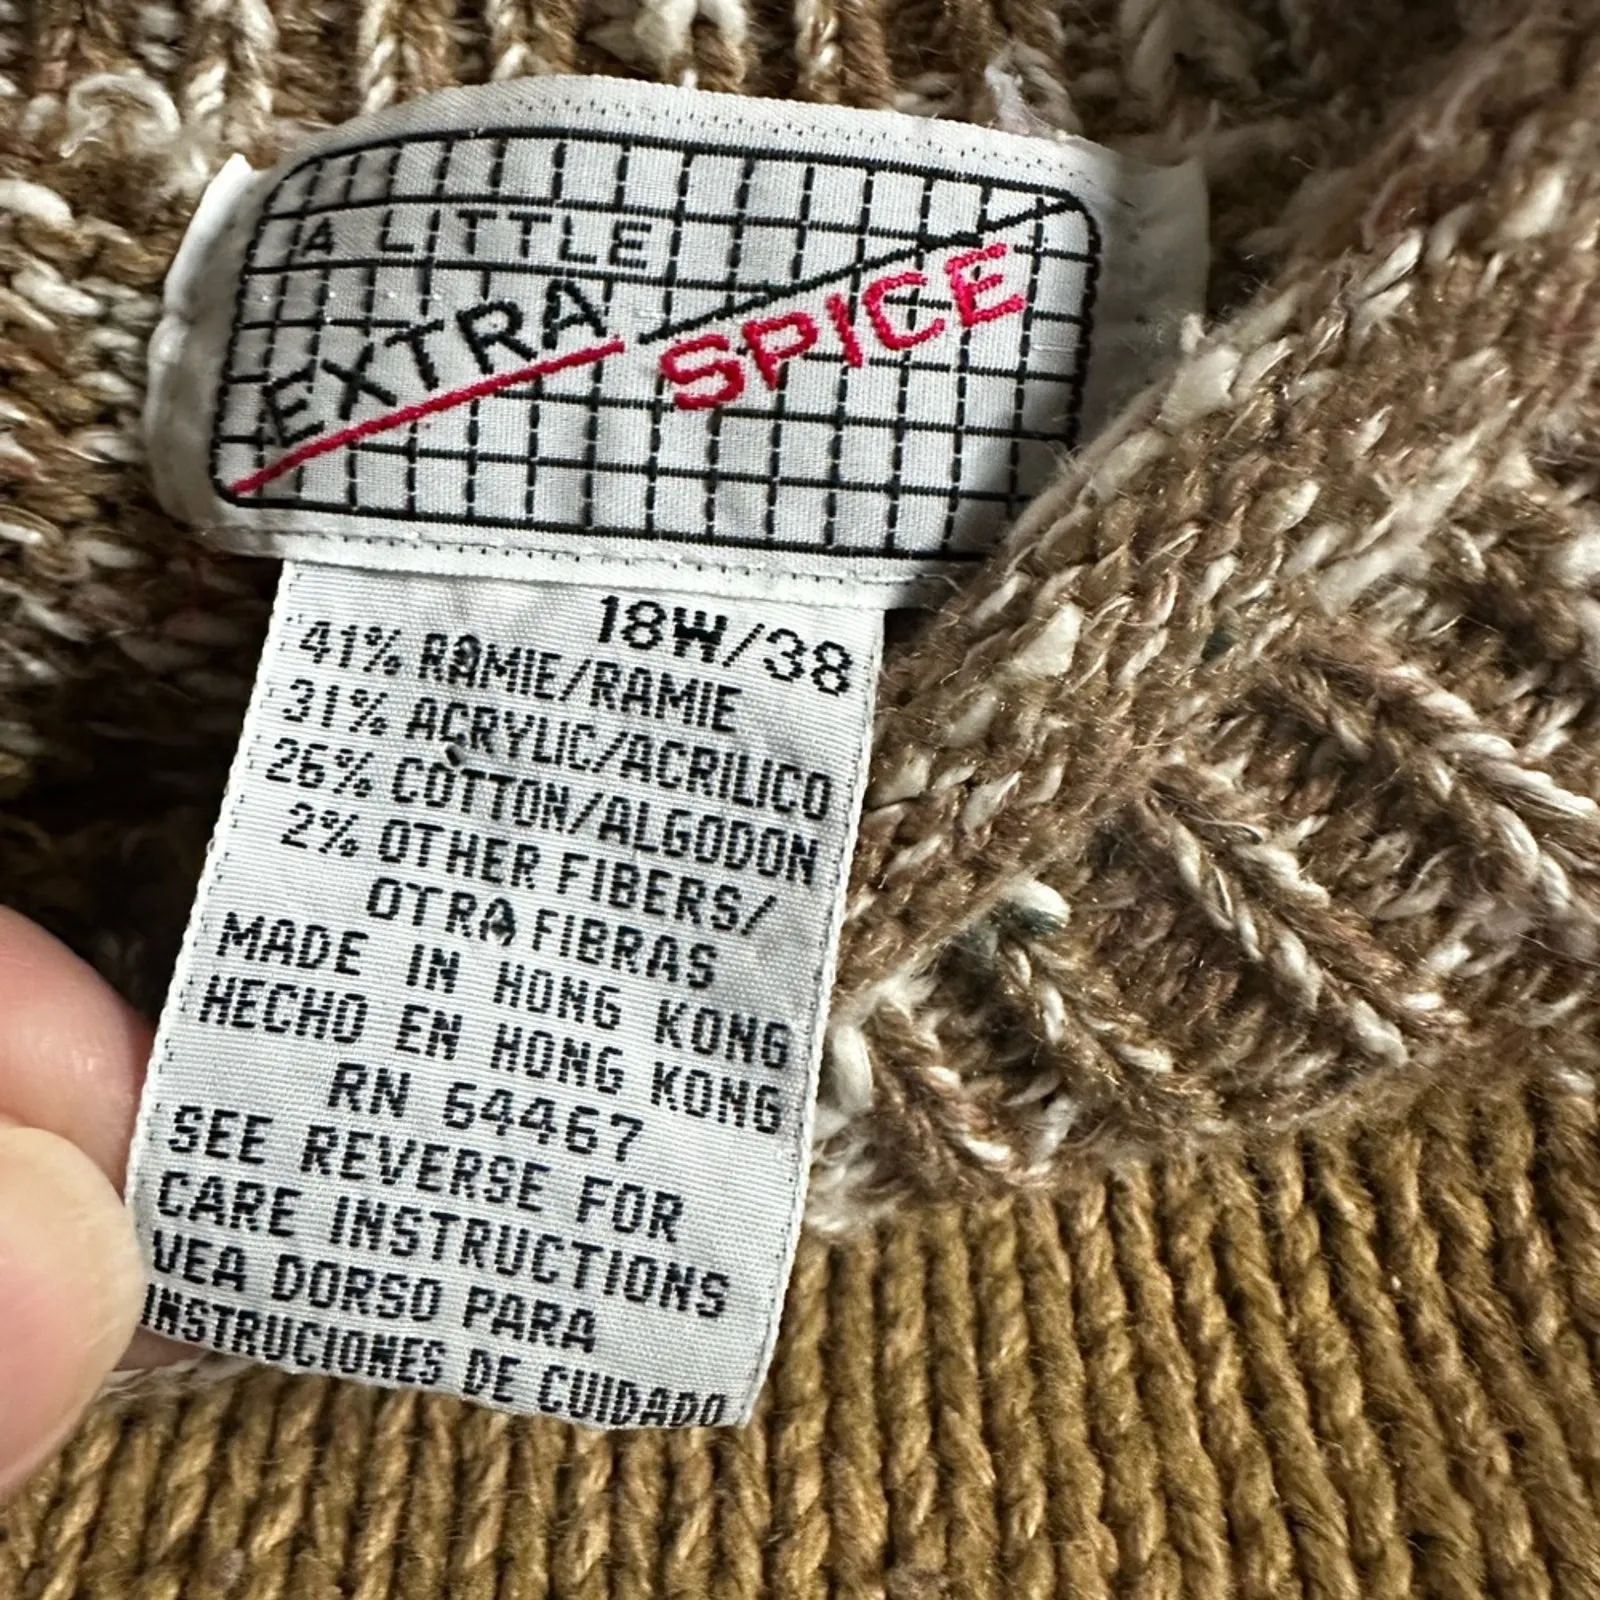 A LITTLE
EXTRA SPICE
18W/38
41% RAMIE/RAMIE
31% ACRYLIC/ACRILICO
26% COTTON/ALGODON
2% OTHER FIBERS/
OTRA FIBRAS
MADE IN HONG KONG
HECHO EN HONG KONG
RN 64467
SEE REVERSE FOR
CARE INSTRUCTIONS
VEA DORSO PARA
INSTRUCIONES DE CUIDADO